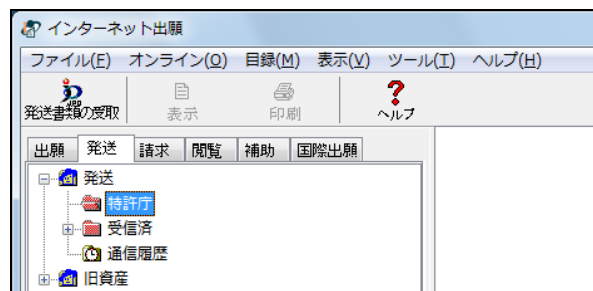 インターネット出願
ファイル(F) オンライン(O) 目録(M) 表示(V) ツール(T) ヘルプ(H)
発送書類の受取 表示 印刷 ヘルプ
出願 発送 請求 閲覧 補助 国際出願
発送
特許庁
受信済
通信履歴
旧資産